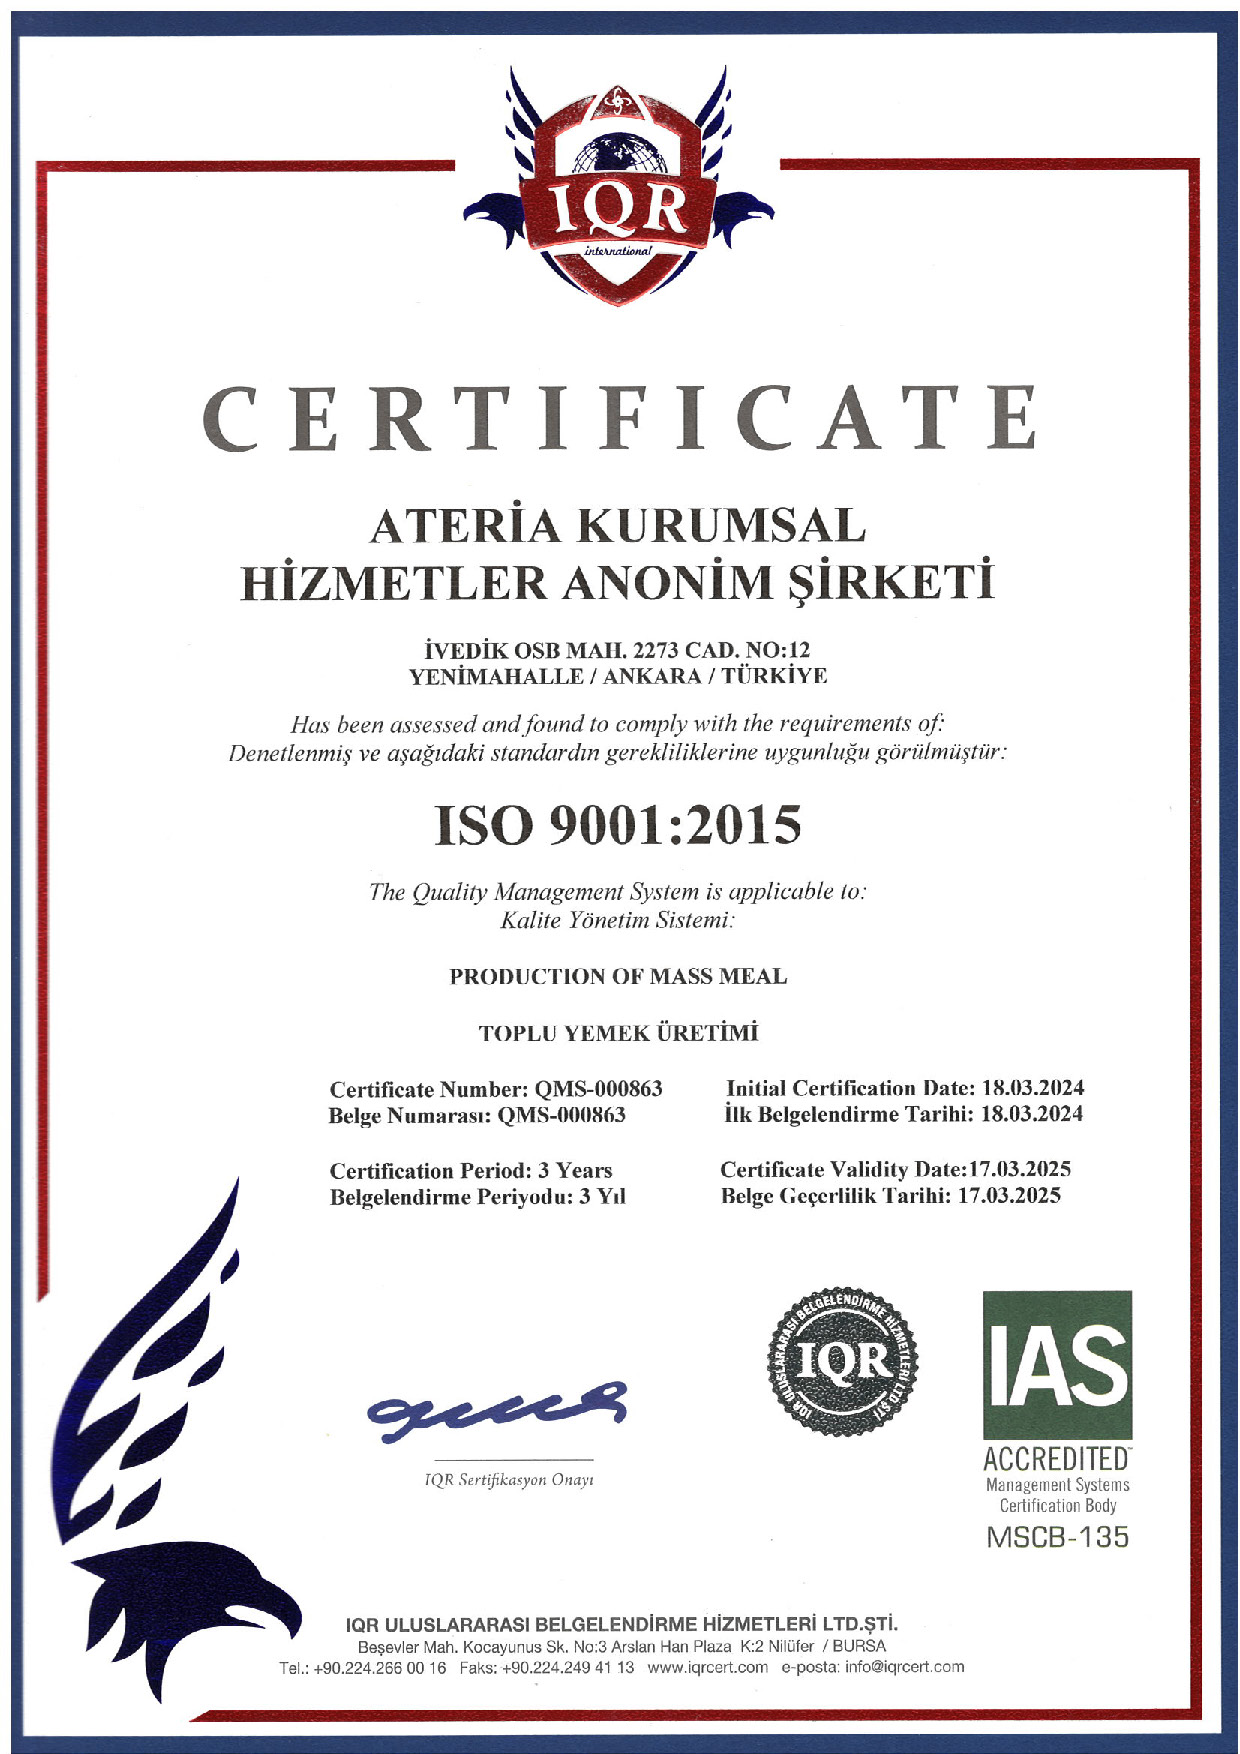 IQR
international
CERTIFICATE
ATERİA KURUMSAL
HİZMETLER ANONİM ŞİRKETİ
İVEDİK OSB MAH. 2273 CAD. NO:12
YENİMAHALLE / ANKARA / TÜRKİYE
Has been assessed and found to comply with the requirements of:
Denetlenmiş ve aşağıdaki standardın gerekliliklerine uygunluğu görülmüştür:
ISO 9001:2015
The Quality Management System is applicable to:
Kalite Yönetim Sistemi:
PRODUCTION OF MASS MEAL
TOPLU YEMEK ÜRETİMİ
Certificate Number: QMS-000863
Belge Numarası: QMS-000863
Initial Certification Date: 18.03.2024
İlk Belgelendirme Tarihi: 18.03.2024
Certification Period: 3 Years
Belgelendirme Periyodu: 3 Yıl
Certificate Validity Date:17.03.2025
Belge Geçerlilik Tarihi: 17.03.2025
IQR Sertifikasyon Onayı
IQR ULUSLARARASI BELGELENDİRME HİZMETLERİ LTD ŞTİ
IQR
IAS
ACCREDITED™
Management Systems
Certification Body
MSCB-135
IQR ULUSLARARASI BELGELENDİRME HİZMETLERİ LTD.ŞTİ.
Beşevler Mah. Kocayunus Sk. No:3 Arslan Han Plaza K:2 Nilüfer / BURSA
Tel.: +90.224.266 00 16 Faks: +90.224.249 41 13 www.iqrcert.com e-posta: info@iqrcert.com